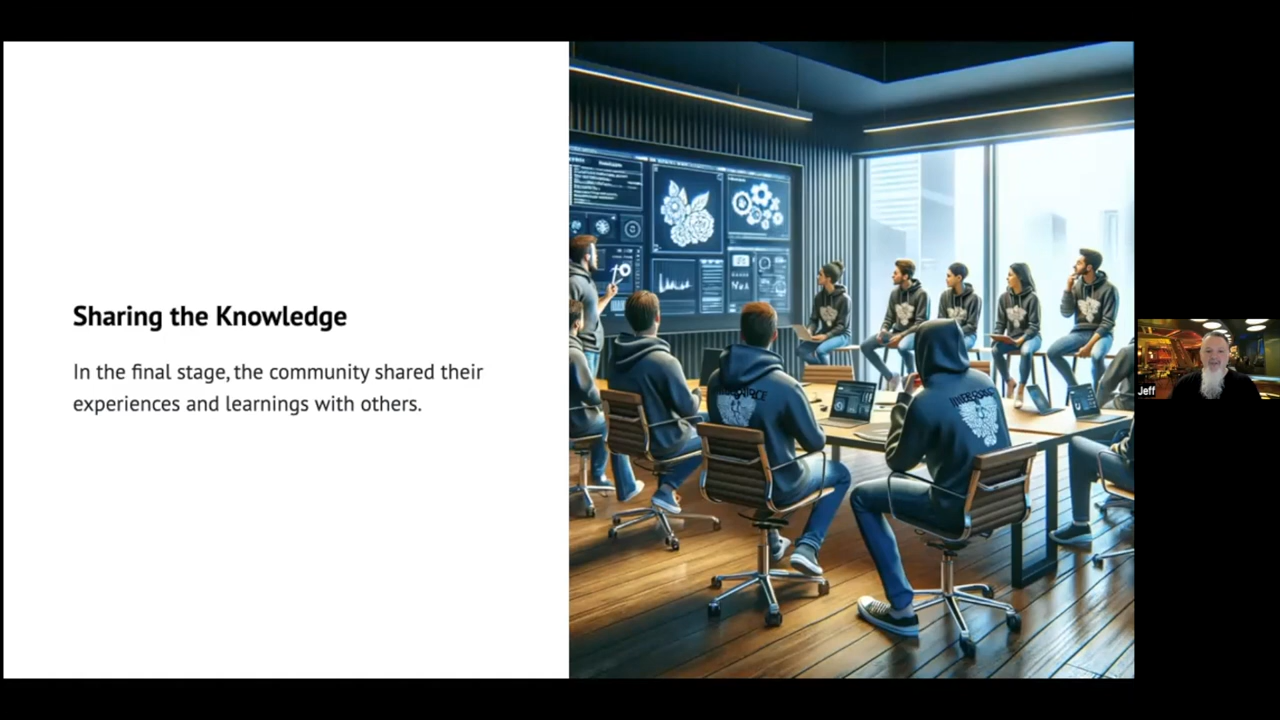 Sharing the Knowledge
In the final stage, the community shared their
experiences and learnings with others.
Jeff